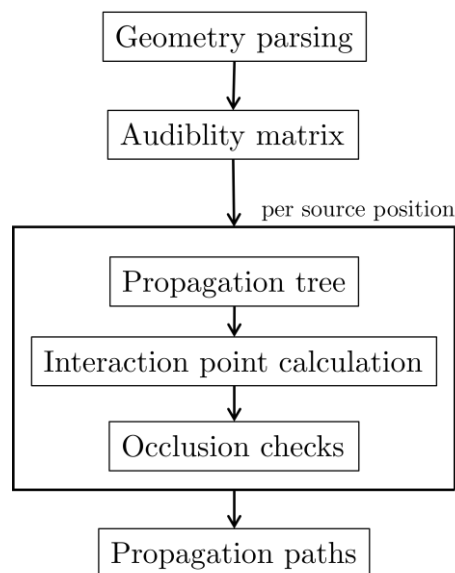 Geometry parsing
Audiblity matrix
per source position
Propagation tree
Interaction point calculation
Occlusion checks
Propagation paths